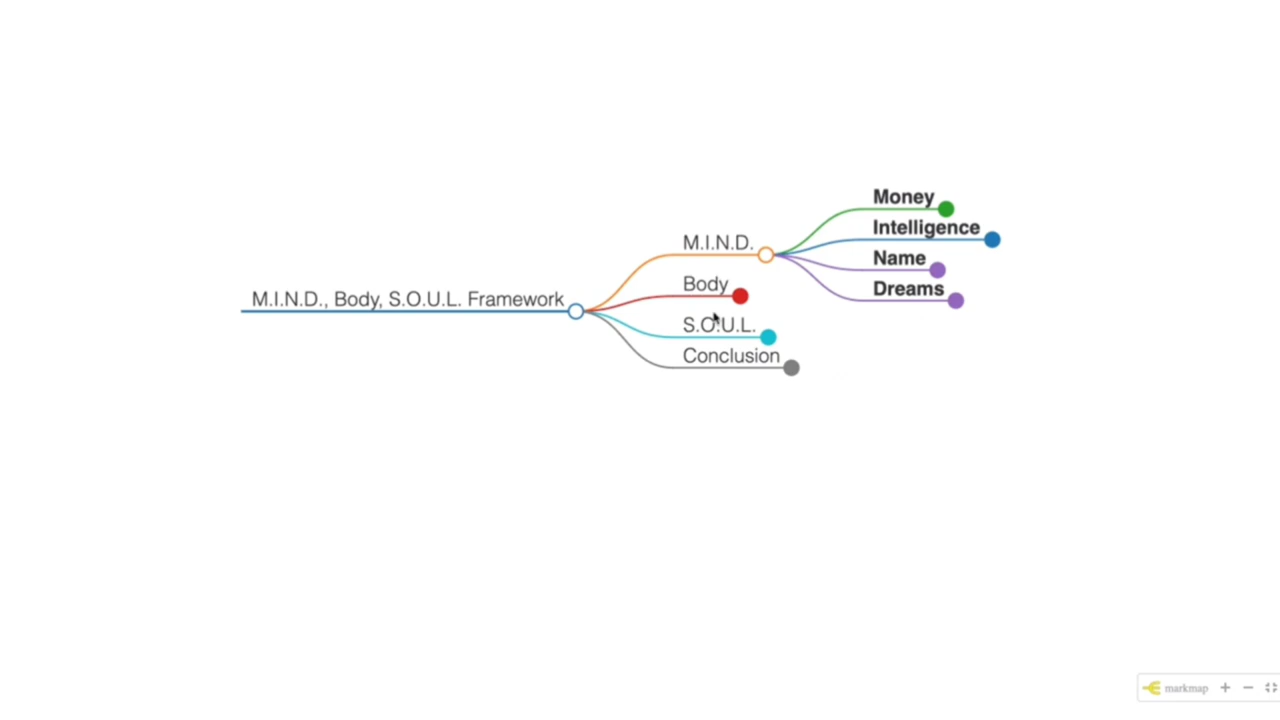 M.I.N.D., Body, S.O.U.L. Framework
M.I.N.D.
Money
Intelligence
Name
Dreams
Body
S.O.U.L.
Conclusion
markmap + −